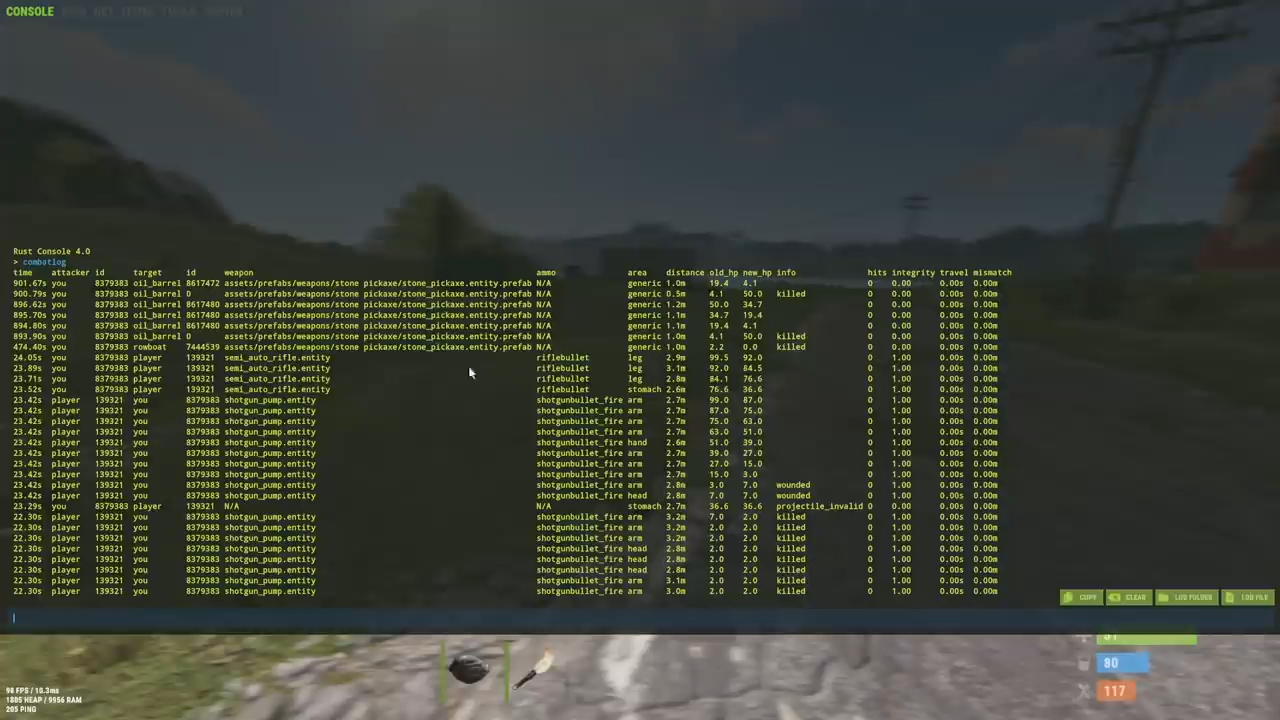 CONSOLE
Rust Console 4.0
> combatlog
time attacker id target id weapon ammo area distance old_hp new_hp info hits integrity travel mismatch
901.67s you 8379383 oil_barrel 8617472 assets/prefabs/weapons/stone pickaxe/stone_pickaxe.entity.prefab N/A generic 1.0m 19.4 4.1 0 0.00 0.00s 0.00m
900.79s you 8379383 oil_barrel 0 assets/prefabs/weapons/stone pickaxe/stone_pickaxe.entity.prefab N/A generic 0.5m 4.1 50.0 killed 0 0.00 0.00s 0.00m
896.62s you 8379383 oil_barrel 8617480 assets/prefabs/weapons/stone pickaxe/stone_pickaxe.entity.prefab N/A generic 1.2m 50.0 34.7 0 0.00 0.00s 0.00m
895.70s you 8379383 oil_barrel 8617480 assets/prefabs/weapons/stone pickaxe/stone_pickaxe.entity.prefab N/A generic 1.1m 34.7 19.4 0 0.00 0.00s 0.00m
894.80s you 8379383 oil_barrel 8617480 assets/prefabs/weapons/stone pickaxe/stone_pickaxe.entity.prefab N/A generic 1.1m 19.4 4.1 0 0.00 0.00s 0.00m
893.90s you 8379383 oil_barrel 0 assets/prefabs/weapons/stone pickaxe/stone_pickaxe.entity.prefab N/A generic 1.0m 4.1 50.0 killed 0 0.00 0.00s 0.00m
474.40s you 8379383 rowboat 7444539 assets/prefabs/weapons/stone pickaxe/stone_pickaxe.entity.prefab N/A generic 1.0m 2.2 0.0 killed 0 0.00 0.00s 0.00m
24.05s you 8379383 player 139321 semi_auto_rifle.entity riflebullet leg 2.9m 99.5 92.0 0 1.00 0.00s 0.00m
23.89s you 8379383 player 139321 semi_auto_rifle.entity riflebullet leg 3.1m 92.0 84.5 0 1.00 0.00s 0.00m
23.71s you 8379383 player 139321 semi_auto_rifle.entity riflebullet leg 2.8m 84.1 76.6 0 1.00 0.00s 0.00m
23.52s you 8379383 player 139321 semi_auto_rifle.entity riflebullet stomach 2.6m 76.6 36.6 0 1.00 0.00s 0.00m
23.42s player 139321 you 8379383 shotgun_pump.entity shotgunbullet_fire arm 2.7m 99.0 87.0 0 1.00 0.00s 0.00m
23.42s player 139321 you 8379383 shotgun_pump.entity shotgunbullet_fire arm 2.7m 87.0 75.0 0 1.00 0.00s 0.00m
23.42s player 139321 you 8379383 shotgun_pump.entity shotgunbullet_fire arm 2.7m 75.0 63.0 0 1.00 0.00s 0.00m
23.42s player 139321 you 8379383 shotgun_pump.entity shotgunbullet_fire arm 2.7m 63.0 51.0 0 1.00 0.00s 0.00m
23.42s player 139321 you 8379383 shotgun_pump.entity shotgunbullet_fire hand 2.6m 51.0 39.0 0 1.00 0.00s 0.00m
23.42s player 139321 you 8379383 shotgun_pump.entity shotgunbullet_fire arm 2.7m 39.0 27.0 0 1.00 0.00s 0.00m
23.42s player 139321 you 8379383 shotgun_pump.entity shotgunbullet_fire arm 2.7m 27.0 15.0 0 1.00 0.00s 0.00m
23.42s player 139321 you 8379383 shotgun_pump.entity shotgunbullet_fire arm 2.7m 15.0 3.0 0 1.00 0.00s 0.00m
23.42s player 139321 you 8379383 shotgun_pump.entity shotgunbullet_fire arm 2.8m 3.0 7.0 wounded 0 1.00 0.00s 0.00m
23.42s player 139321 you 8379383 shotgun_pump.entity shotgunbullet_fire head 2.8m 7.0 7.0 wounded 0 1.00 0.00s 0.00m
23.29s you 8379383 player 139321 N/A N/A stomach 2.7m 36.6 36.6 projectile_invalid 0 1.00 0.00s 0.00m
22.30s player 139321 you 8379383 shotgun_pump.entity shotgunbullet_fire arm 3.2m 7.0 2.0 killed 0 1.00 0.00s 0.00m
22.30s player 139321 you 8379383 shotgun_pump.entity shotgunbullet_fire arm 3.2m 2.0 2.0 killed 0 1.00 0.00s 0.00m
22.30s player 139321 you 8379383 shotgun_pump.entity shotgunbullet_fire arm 3.2m 2.0 2.0 killed 0 1.00 0.00s 0.00m
22.30s player 139321 you 8379383 shotgun_pump.entity shotgunbullet_fire head 2.8m 2.0 2.0 killed 0 1.00 0.00s 0.00m
22.30s player 139321 you 8379383 shotgun_pump.entity shotgunbullet_fire head 2.8m 2.0 2.0 killed 0 1.00 0.00s 0.00m
22.30s player 139321 you 8379383 shotgun_pump.entity shotgunbullet_fire head 2.8m 2.0 2.0 killed 0 1.00 0.00s 0.00m
22.30s player 139321 you 8379383 shotgun_pump.entity shotgunbullet_fire arm 3.1m 2.0 2.0 killed 0 1.00 0.00s 0.00m
22.30s player 139321 you 8379383 shotgun_pump.entity shotgunbullet_fire arm 3.0m 2.0 2.0 killed 0 1.00 0.00s 0.00m
COPY CLEAR LOG FOLDER LOG FILE
80
117
98 FPS / 10.3ms
1805 HEAP / 9956 RAM
205 PING